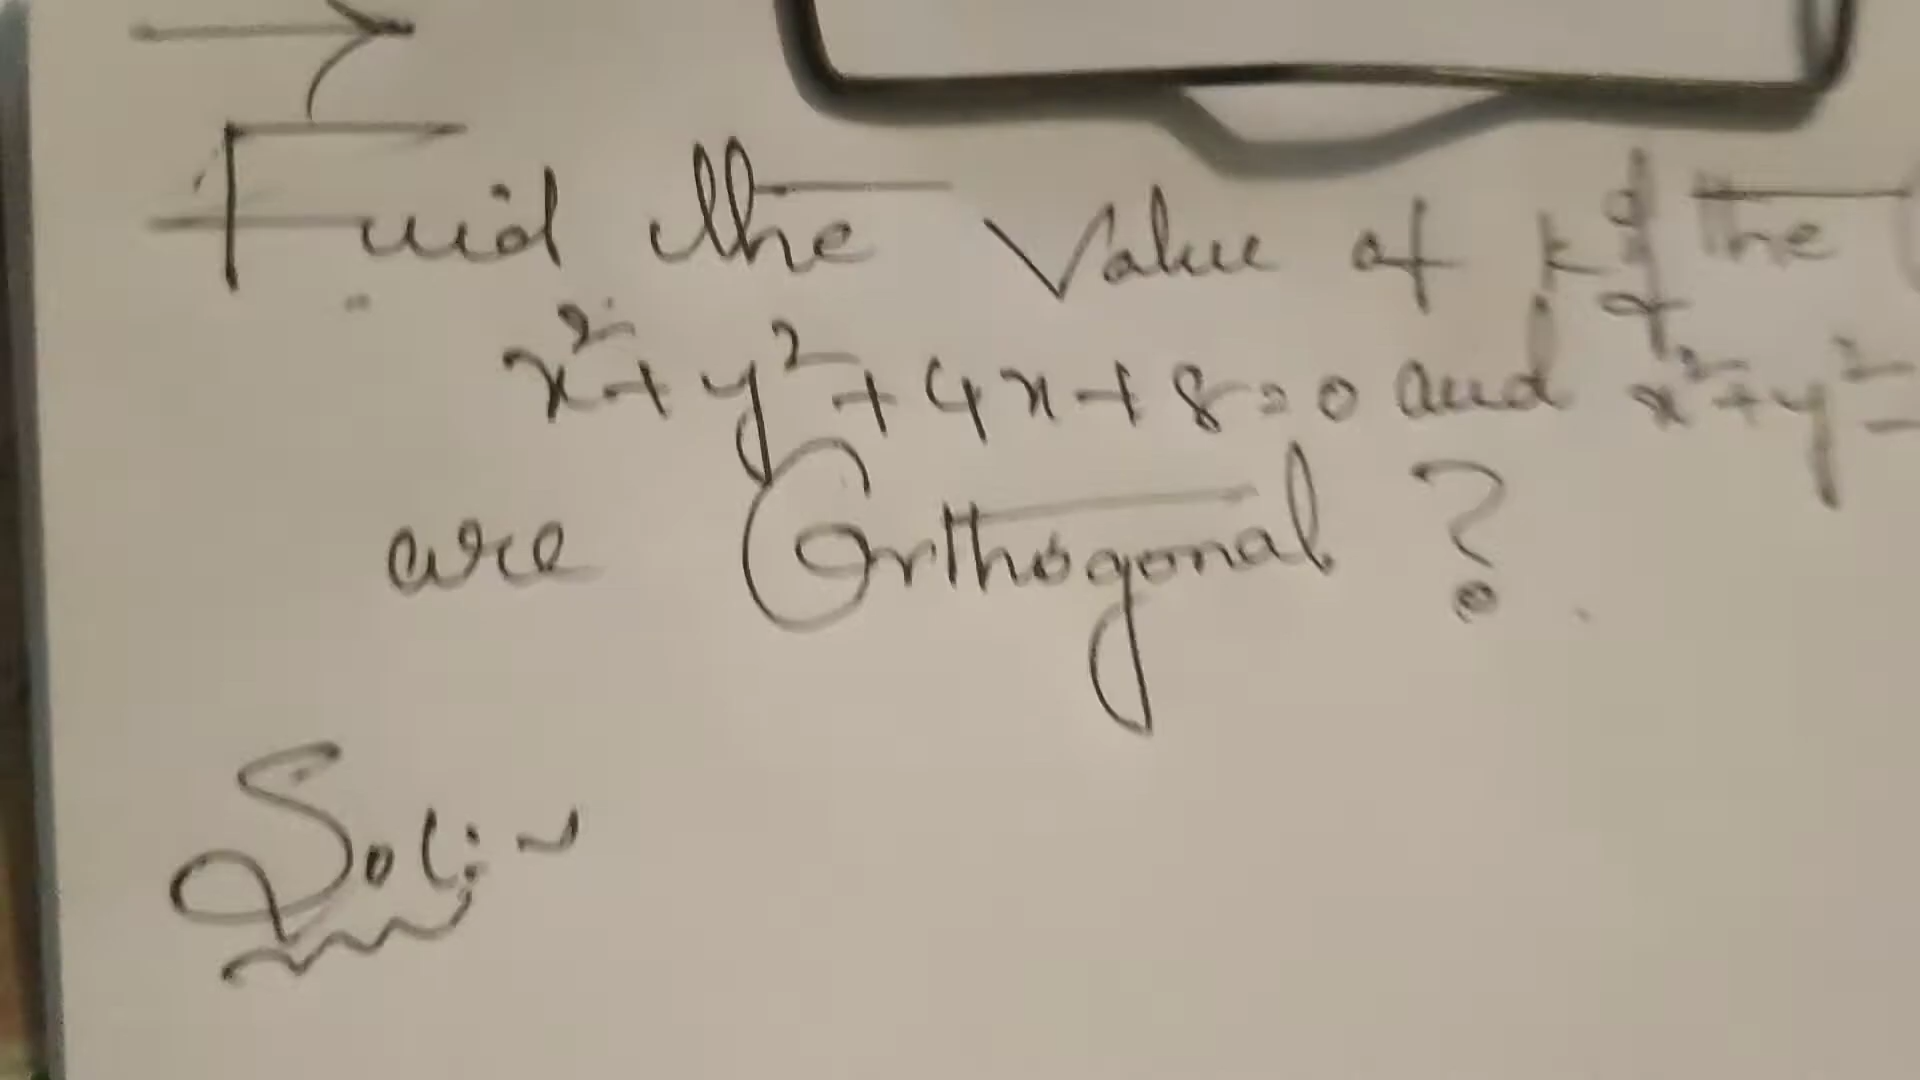 Find the Value of k if the
x²+y²+4x+8=0 and x²+y²-
are Orthogonal ?
Sol:~